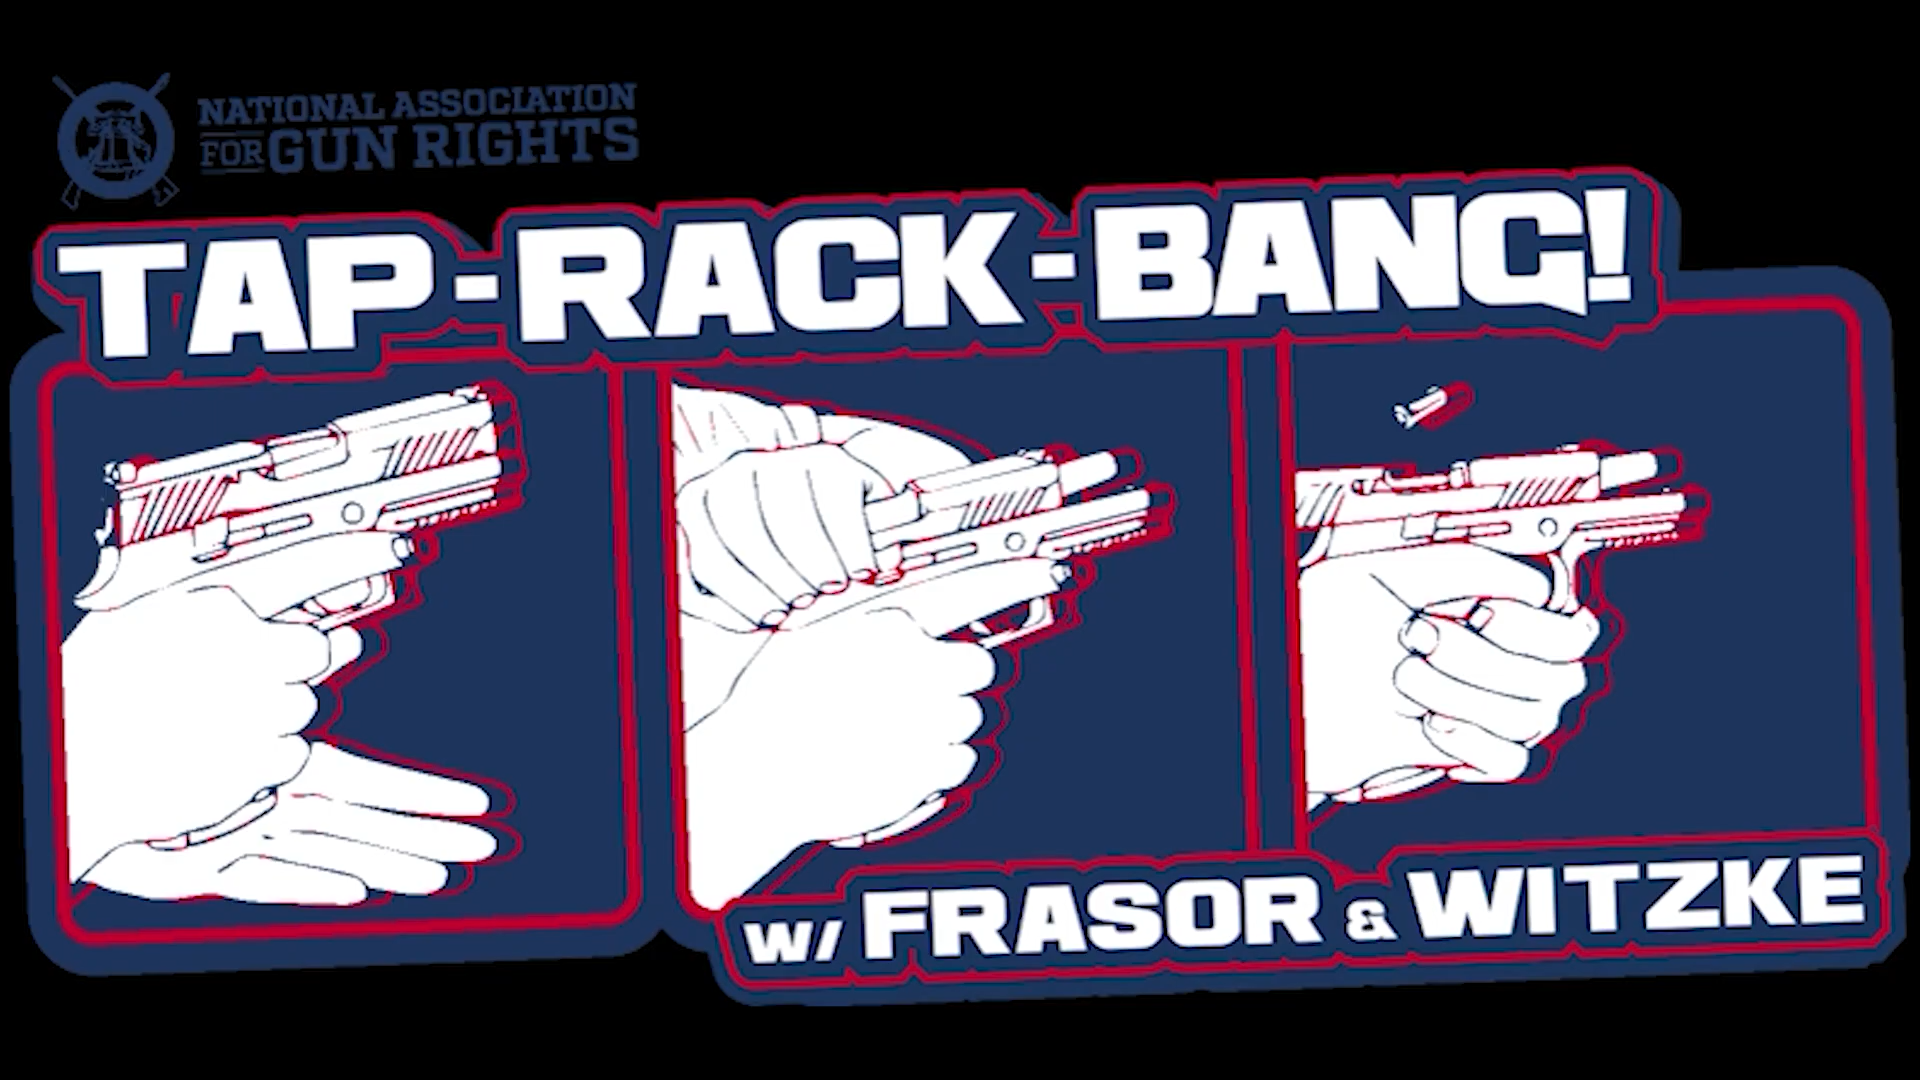 NATIONAL ASSOCIATION
FOR GUN RIGHTS
TAP-RACK-BANG!
W/ FRASOR & WITZKE